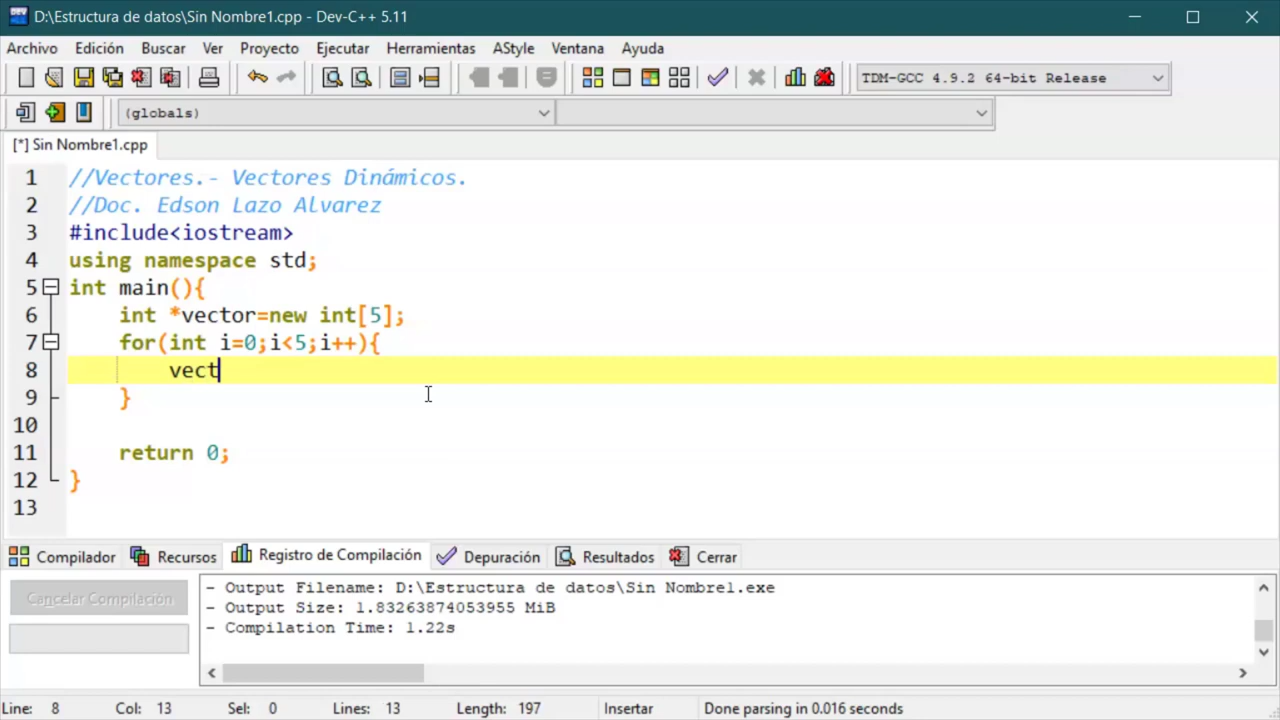 D:\Estructura de datos\Sin Nombre1.cpp - Dev-C++ 5.11
Archivo Edición Buscar Ver Proyecto Ejecutar Herramientas AStyle Ventana Ayuda
TDM-GCC 4.9.2 64-bit Release
(globals)
[*] Sin Nombre1.cpp
1 //Vectores.- Vectores Dinámicos.
2 //Doc. Edson Lazo Alvarez
3 #include<iostream>
4 using namespace std;
5 int main(){
6 int *vector=new int[5];
7 for(int i=0;i<5;i++){
8 vect
9 }
10
11 return 0;
12 }
13
Compilador Recursos Registro de Compilación Depuración Resultados Cerrar
Cancelar Compilación
- Output Filename: D:\Estructura de datos\Sin Nombre1.exe
- Output Size: 1.83263874053955 MiB
- Compilation Time: 1.22s
Line: 8 Col: 13 Sel: 0 Lines: 13 Length: 197 Insertar Done parsing in 0.016 seconds